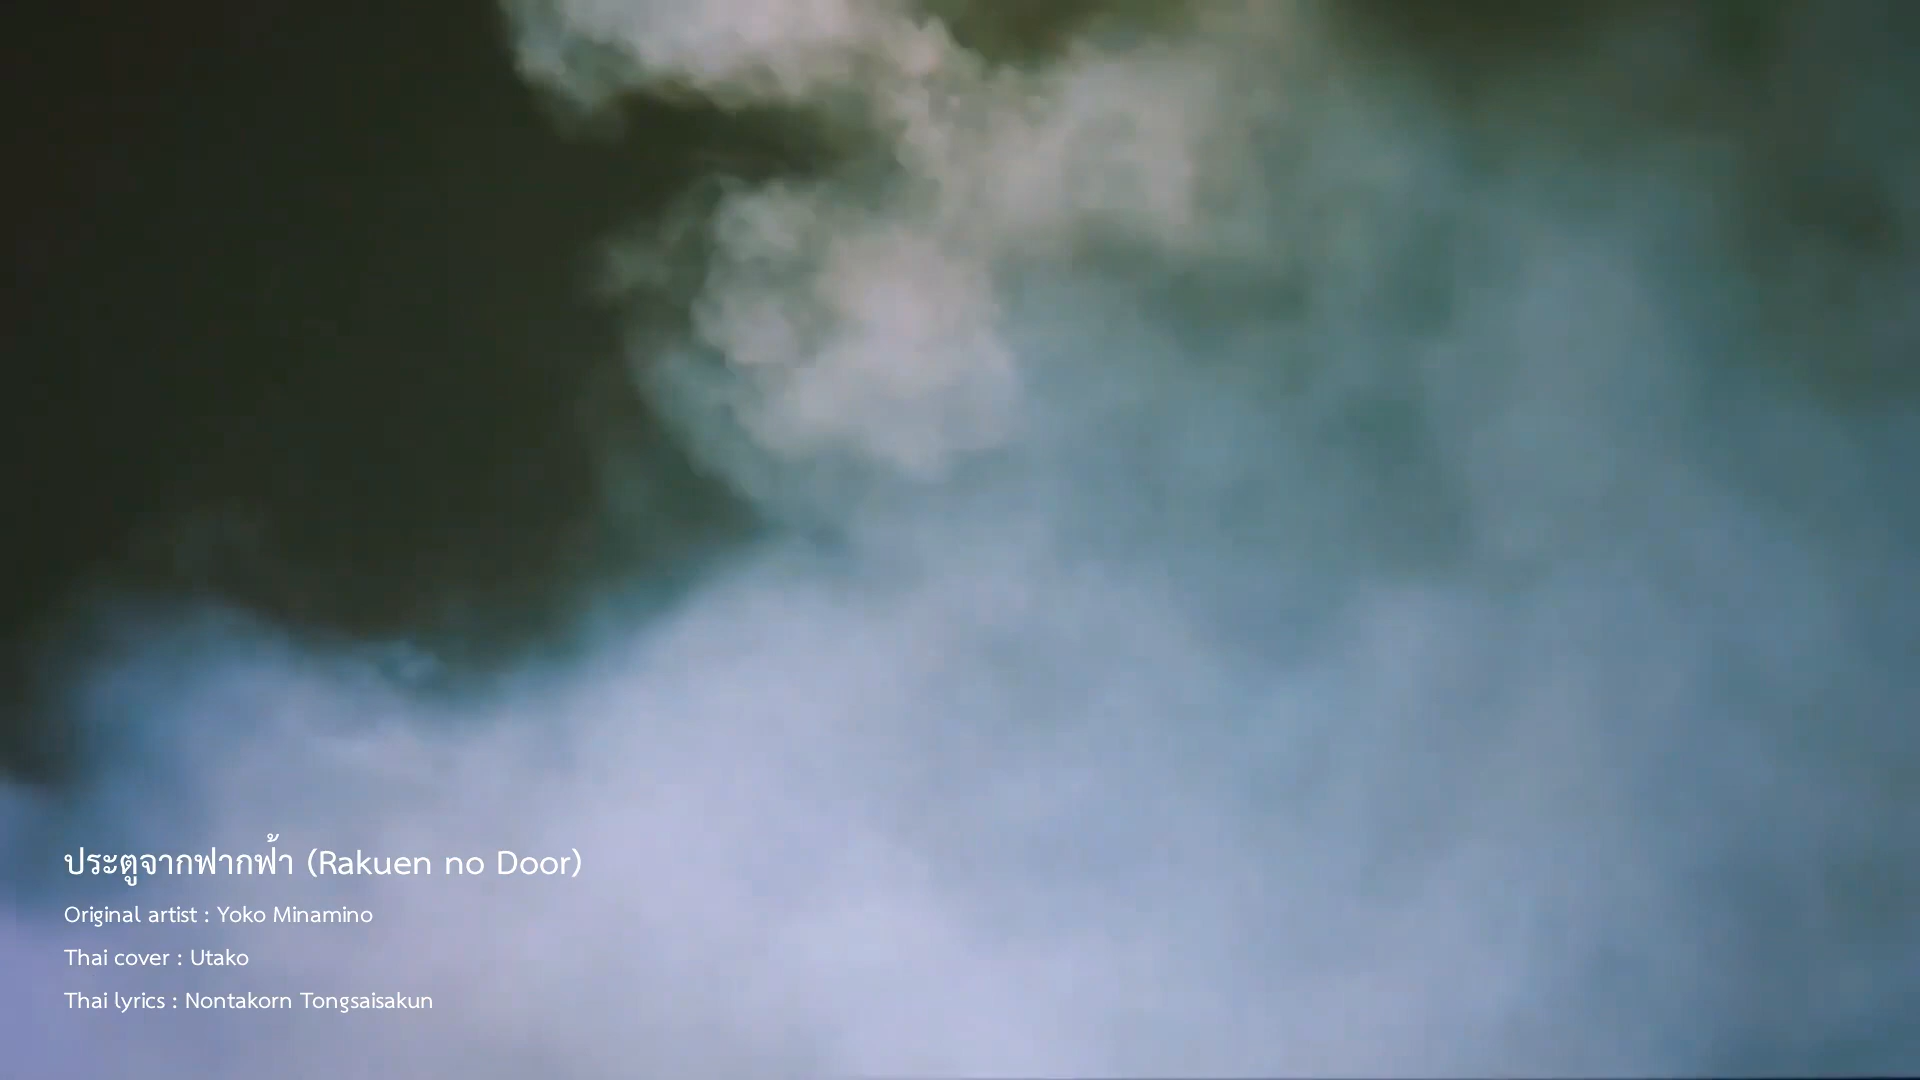 ประตูจากฟากฟ้า (Rakuen no Door)
Original artist : Yoko Minamino
Thai cover : Utako
Thai lyrics : Nontakorn Tongsaisakun